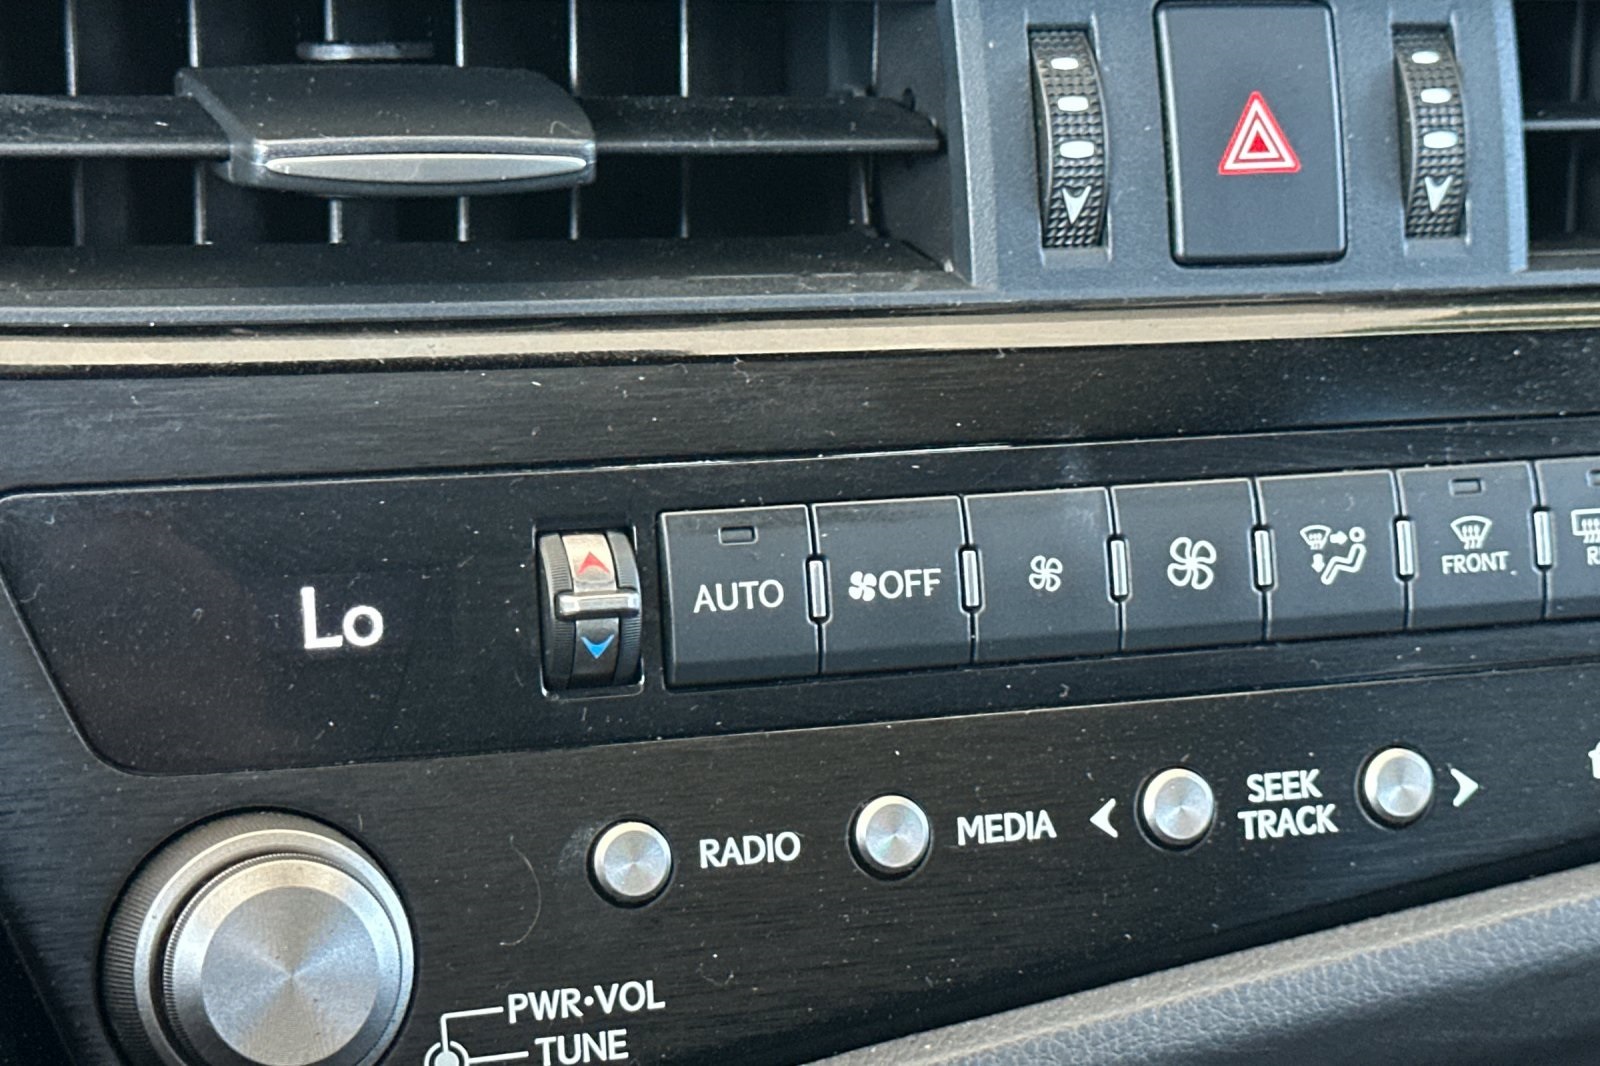 Lo
AUTO
OFF
FRONT
RADIO
MEDIA
SEEK
TRACK
PWR•VOL
TUNE